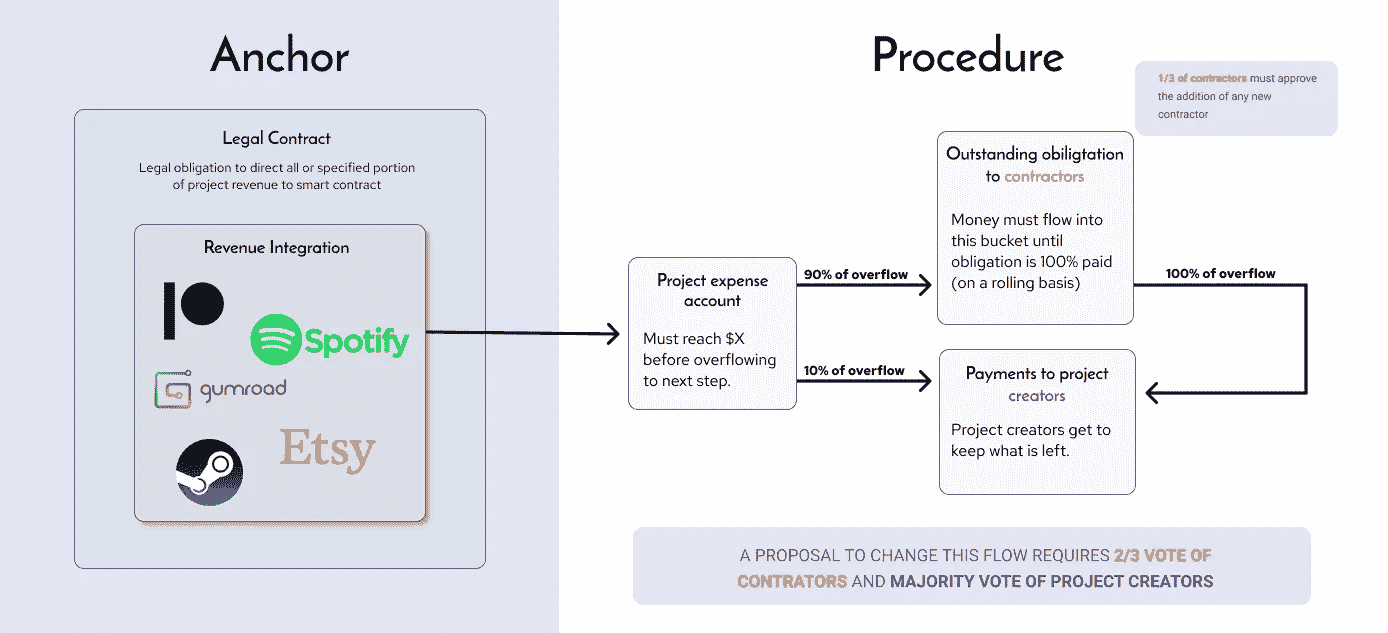 Anchor
Legal Contract
Legal obligation to direct all or specified portion
of project revenue to smart contract
Revenue Integration
Spotify
gumroad
Etsy
Procedure
1/3 of contractors must approve
the addition of any new
contractor
Project expense
account
Must reach $X
before overflowing
to next step.
90% of overflow
10% of overflow
Outstanding obiligtation
to contractors
Money must flow into
this bucket until
obligation is 100% paid
(on a rolling basis)
100% of overflow
Payments to project
creators
Project creators get to
keep what is left.
A PROPOSAL TO CHANGE THIS FLOW REQUIRES 2/3 VOTE OF
CONTRATORS AND MAJORITY VOTE OF PROJECT CREATORS